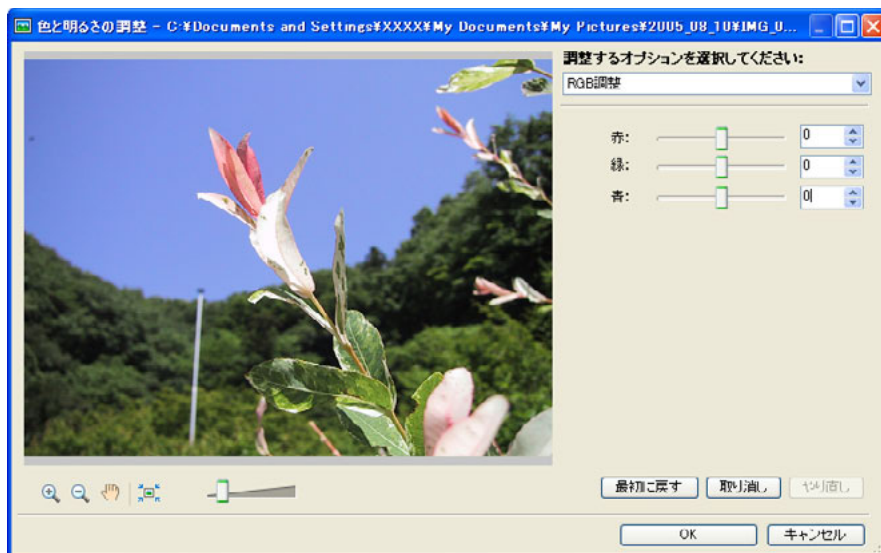 色と明るさの調整 - C:¥Documents and Settings¥XXXX¥My Documents¥My Pictures¥2005_08_10¥IMG_0...
調整するオプションを選択してください:
RGB調整
赤: 0
緑: 0
青: 0
最初に戻す 取り消し やり直し
OK キャンセル